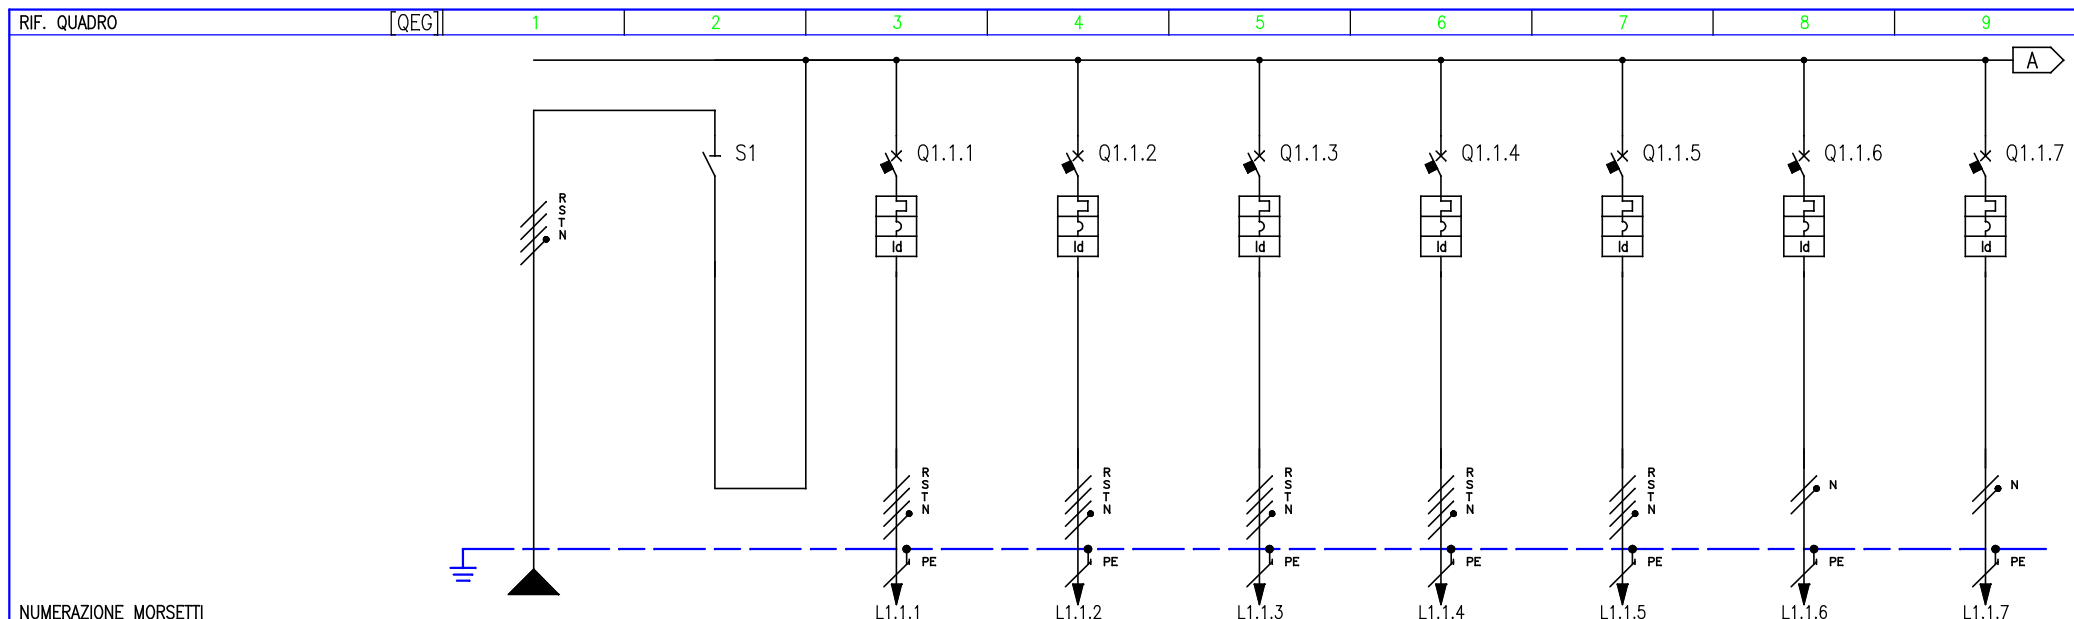 RIF. QUADRO [QEG] 1 2 3 4 5 6 7 8 9
A
S1 Q1.1.1 Q1.1.2 Q1.1.3 Q1.1.4 Q1.1.5 Q1.1.6 Q1.1.7
R
S
T
N
Id Id Id Id Id Id Id
R R R R R
S S S S S N N
T T T T T
N N N N N
PE PE PE PE PE PE PE
NUMERAZIONE MORSETTI L1.1.1 L1.1.2 L1.1.3 L1.1.4 L1.1.5 L1.1.6 L1.1.7